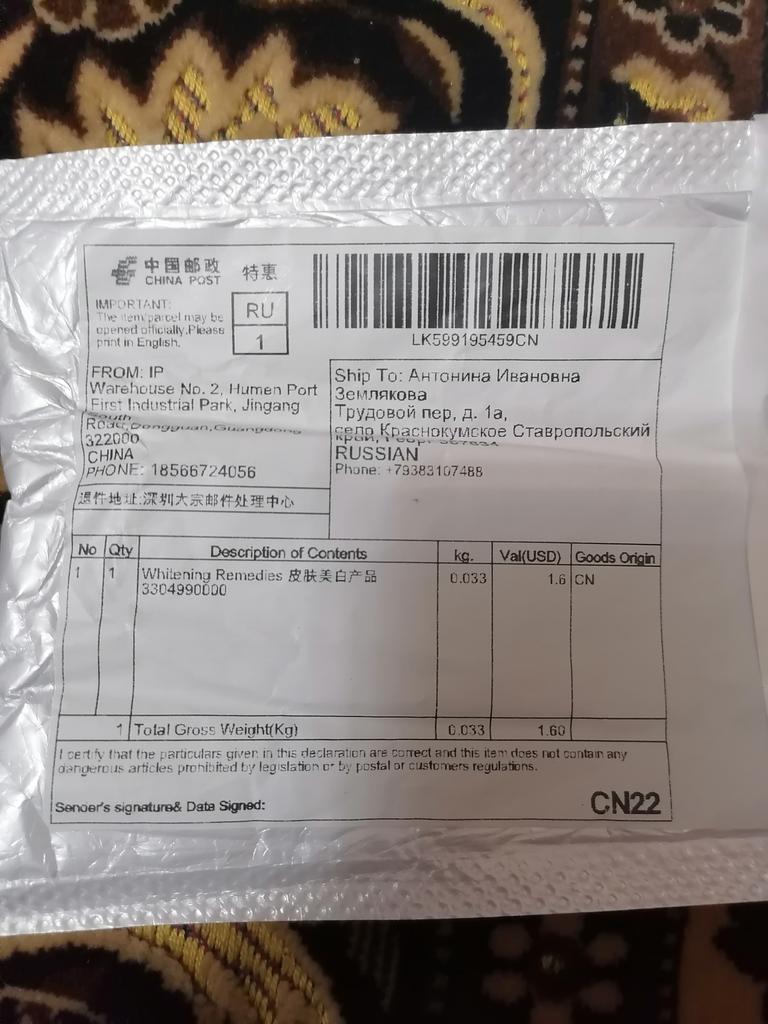 中国邮政
CHINA POST
特惠
IMPORTANT:
The item/parcel may be
opened officially.Please
print in English.
RU
1
LK599195459CN
FROM: IP
Warehouse No. 2, Humen Port
First Industrial Park, Jingang
South
Road,Dongguan,Guangdong
322000
CHINA
PHONE: 18566724056
退件地址:深圳大宗邮件处理中心
Ship To: Антонина Ивановна
Землякова
Трудовой пер, д. 1а,
село Краснокумское Ставропольский
край,
RUSSIAN
Phone: +79383107488
No Qty Description of Contents kg. Val(USD) Goods Origin
1 1 Whitening Remedies 皮肤美白产品 0.033 1.6 CN
3304990000
1 Total Gross Weight(Kg) 0.033 1.60
I certify that the particulars given in this declaration are correct and this item does not contain any
dangerous articles prohibited by legislation or by postal or customers regulations.
Sender's signature& Data Signed:
CN22